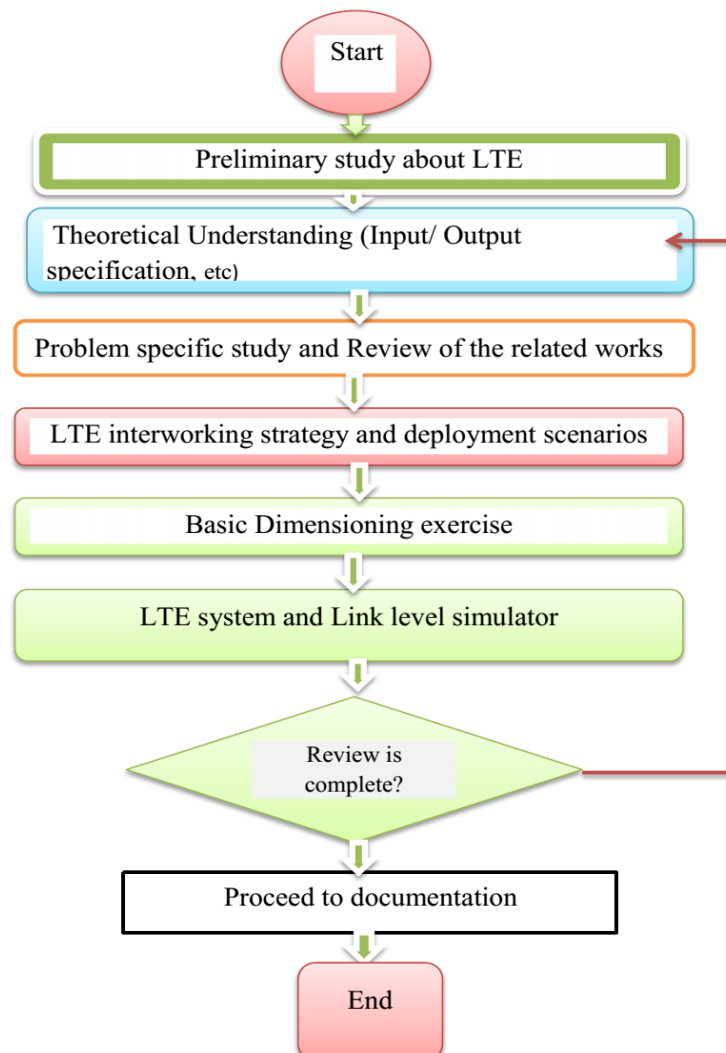 Start
Preliminary study about LTE
Theoretical Understanding (Input/ Output
specification, etc)
Problem specific study and Review of the related works
LTE interworking strategy and deployment scenarios
Basic Dimensioning exercise
LTE system and Link level simulator
Review is
complete?
Proceed to documentation
End